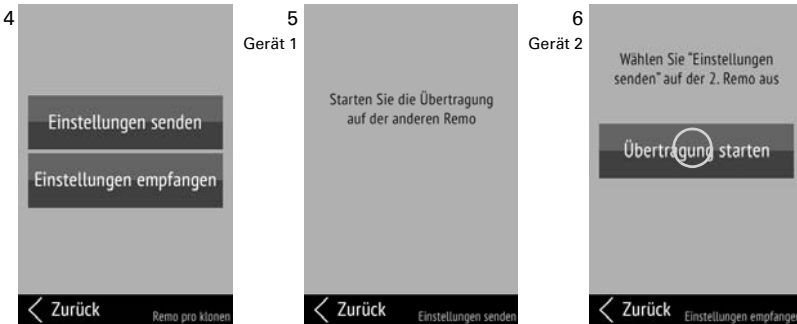 4
Einstellungen senden
Einstellungen empfangen
Zurück
Remo pro klonen
5
Gerät 1
Starten Sie die Übertragung
auf der anderen Remo
Zurück
Einstellungen senden
6
Gerät 2
Wählen Sie "Einstellungen
senden" auf der 2. Remo aus
Übertragung starten
Zurück
Einstellungen empfangen